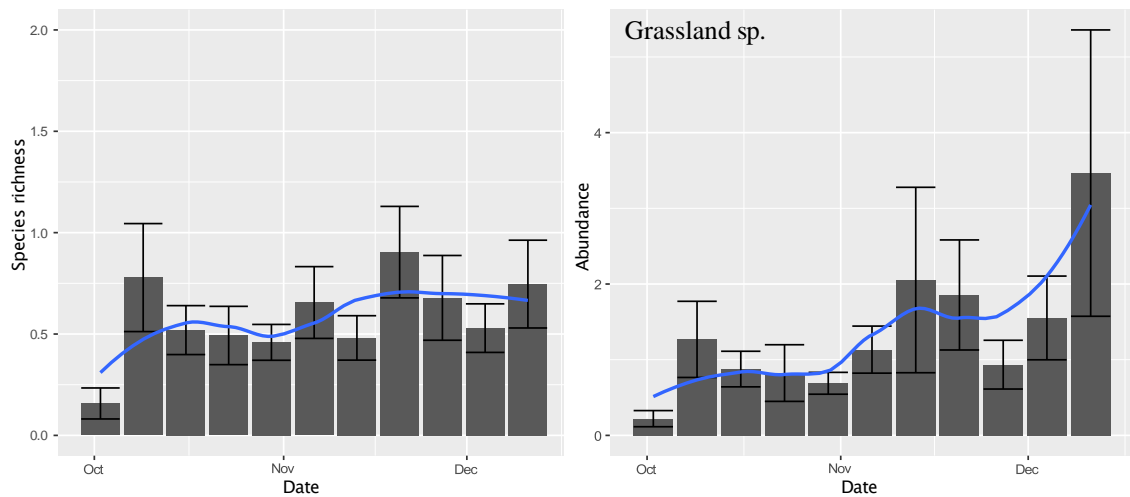 2.0
1.5
1.0
0.5
0.0
Species richness
Oct
Nov
Dec
Date
Grassland sp.
4
2
0
Abundance
Oct
Nov
Dec
Date